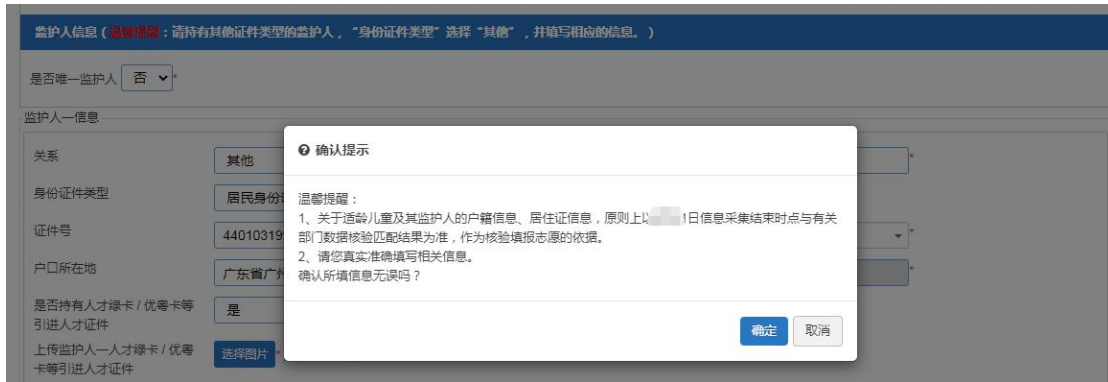 监护人信息（温馨提醒：请持有其他证件类型的监护人，“身份证件类”选择“其他”，并填写相应的信息。）
是否唯一监护人 否 *
监护人一信息
关系 其他 *
身份证件类型 居民身份
证件号 44010319 *
户口所在地 广东省广州 *
是否持有人才绿卡 / 优粤卡等
引进人才证件 是
上传监护人一人才绿卡 / 优粤
卡等引进人才证件 选择图片 *
确认提示
温馨提醒：
1、关于适龄儿童及其监护人的户籍信息、居住证信息，原则上以 日信息采集结束时点与有关
部门数据核验匹配结果为准，作为核验填报志愿的依据。
2、请您真实准确填写相关信息。
确认所填信息无误吗？
确定 取消